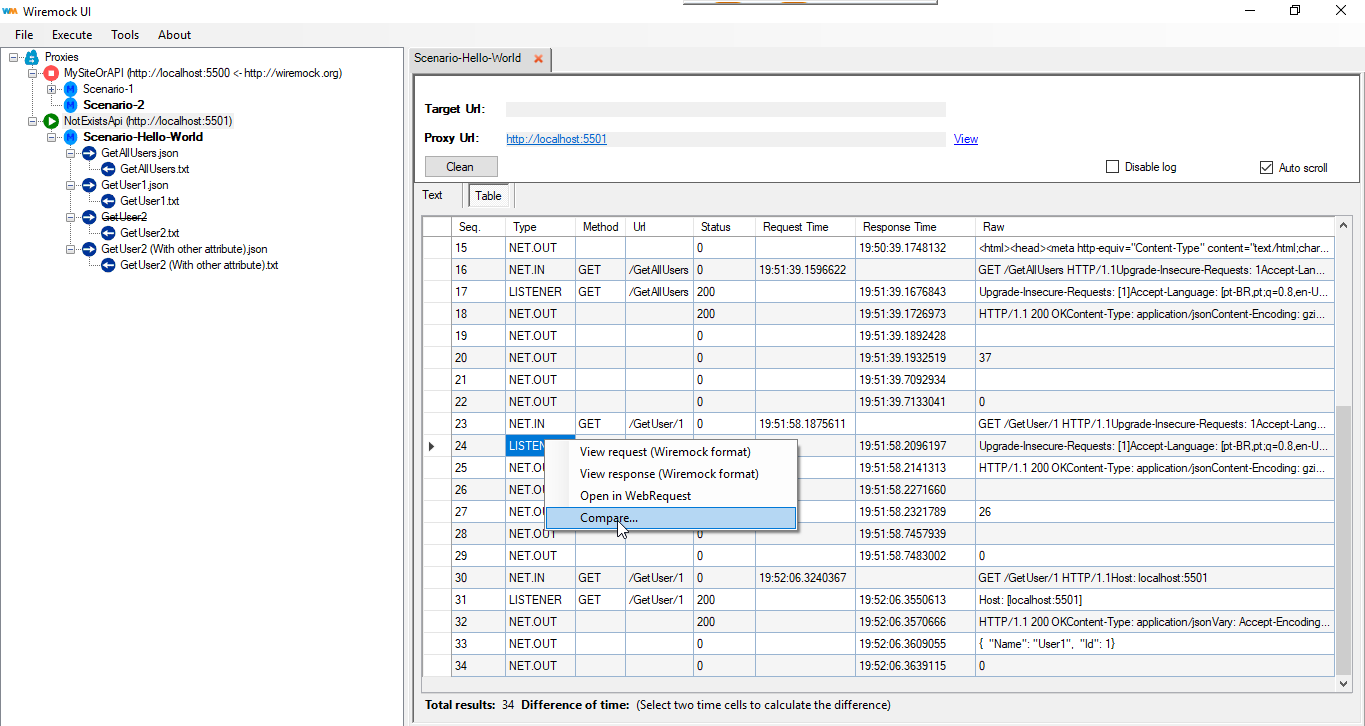 Wiremock UI
File Execute Tools About
Proxies
MySiteOrAPI (http://localhost:5500 <- http://wiremock.org)
Scenario-1
Scenario-2
NotExistsApi (http://localhost:5501)
Scenario-Hello-World
GetAllUsers.json
GetAllUsers.txt
GetUser1.json
GetUser1.txt
GetUser2
GetUser2.txt
GetUser2 (With other attribute).json
GetUser2 (With other attribute).txt
Scenario-Hello-World
Target Url:
Proxy Url: http://localhost:5501 View
Clean Disable log Auto scroll
Text Table
Seq. Type Method Url Status Request Time Response Time Raw
15 NET.OUT 0 19:50:39.1748132 <html><head><meta http-equiv="Content-Type" content="text/html;char...
16 NET.IN GET /GetAllUsers 0 19:51:39.1596622 GET /GetAllUsers HTTP/1.1Upgrade-Insecure-Requests: 1Accept-Lan...
17 LISTENER GET /GetAllUsers 200 19:51:39.1676843 Upgrade-Insecure-Requests: [1]Accept-Language: [pt-BR,pt;q=0.8,en-U...
18 NET.OUT 200 19:51:39.1726973 HTTP/1.1 200 OKContent-Type: application/jsonContent-Encoding: gzi...
19 NET.OUT 0 19:51:39.1892428
20 NET.OUT 0 19:51:39.1932519 37
21 NET.OUT 0 19:51:39.7092934
22 NET.OUT 0 19:51:39.7133041 0
23 NET.IN GET /GetUser/1 0 19:51:58.1875611 GET /GetUser/1 HTTP/1.1Upgrade-Insecure-Requests: 1Accept-Lang...
24 LISTEN 19:51:58.2096197 Upgrade-Insecure-Requests: [1]Accept-Language: [pt-BR,pt;q=0.8,en-U...
25 NET.OU 19:51:58.2141313 HTTP/1.1 200 OKContent-Type: application/jsonContent-Encoding: gzi...
26 NET.OU 19:51:58.2271660
27 NET.OU 19:51:58.2321789 26
28 NET.OUT 0 19:51:58.7457939
29 NET.OUT 0 19:51:58.7483002 0
30 NET.IN GET /GetUser/1 0 19:52:06.3240367 GET /GetUser/1 HTTP/1.1Host: localhost:5501
31 LISTENER GET /GetUser/1 200 19:52:06.3550613 Host: [localhost:5501]
32 NET.OUT 200 19:52:06.3570666 HTTP/1.1 200 OKContent-Type: application/jsonVary: Accept-Encoding...
33 NET.OUT 0 19:52:06.3609055 { "Name": "User1", "Id": 1}
34 NET.OUT 0 19:52:06.3639115 0
View request (Wiremock format)
View response (Wiremock format)
Open in WebRequest
Compare...
Total results: 34 Difference of time: (Select two time cells to calculate the difference)